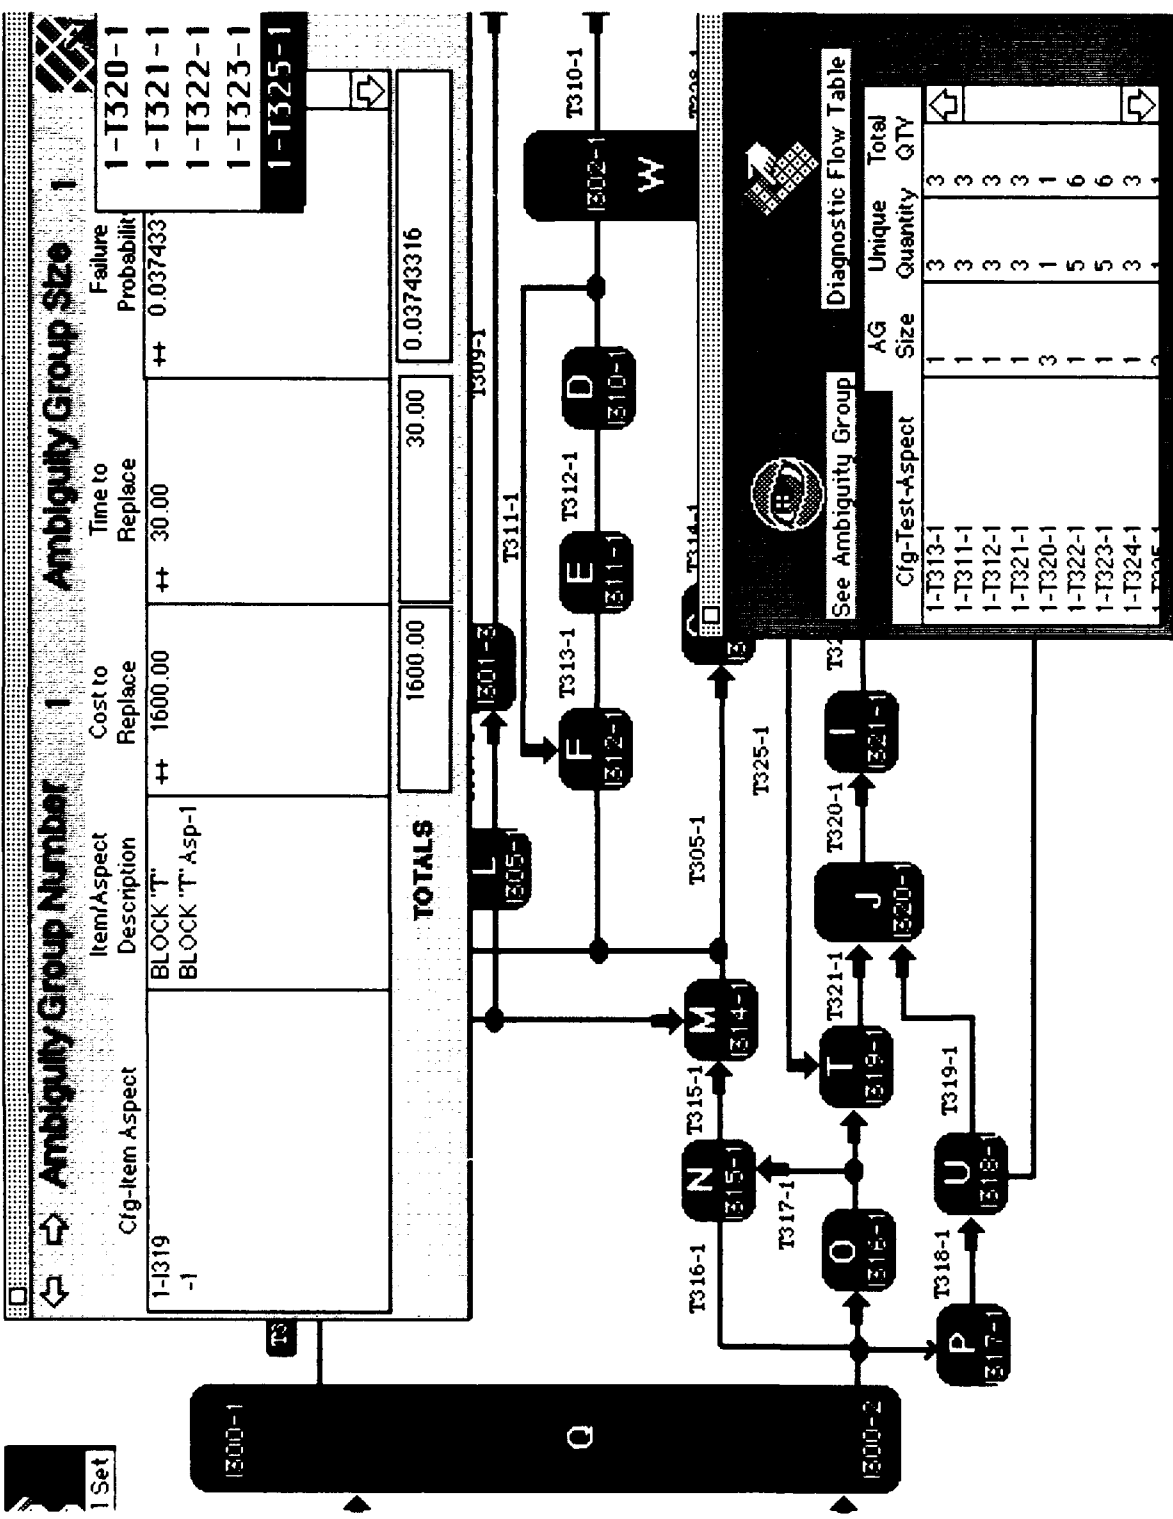 Ambiguity Group Number 1 Ambiguity Group Size 1
Cfg-Item Aspect
Item/Aspect
Description
Cost to
Replace
Time to
Replace
Failure
Probabilit
1-T320-1
1-T321-1
1-T322-1
1-T323-1
1-T325-1
1-I319
-1
BLOCK "T"
BLOCK "T" Asp-1
++ 1600.00
++ 30.00
++ 0.037433
TOTALS
1600.00
30.00
0.03743316
1 Set
I300-1
Q
I300-2
T3
L
I305-1
I301-3
T309-1
T311-1
F
I312-1
T313-1
E
I311-1
T312-1
D
I310-1
I302-1
W
T310-1
T316-1
N
I315-1
T315-1
M
I314-1
T305-1
T314-1
T317-1
O
I316-1
T
I319-1
T321-1
T325-1
J
I320-1
T320-1
I
I321-1
T32
P
I317-1
T318-1
U
I318-1
T319-1
See Ambiguity Group
Diagnostic Flow Table
Cfg-Test-Aspect
AG
Size
Unique
Quantity
Total
QTY
1-T313-1 1 3 3
1-T311-1 1 3 3
1-T312-1 1 3 3
1-T321-1 1 3 3
1-T320-1 3 1 1
1-T322-1 1 5 6
1-T323-1 1 5 6
1-T324-1 1 3 3